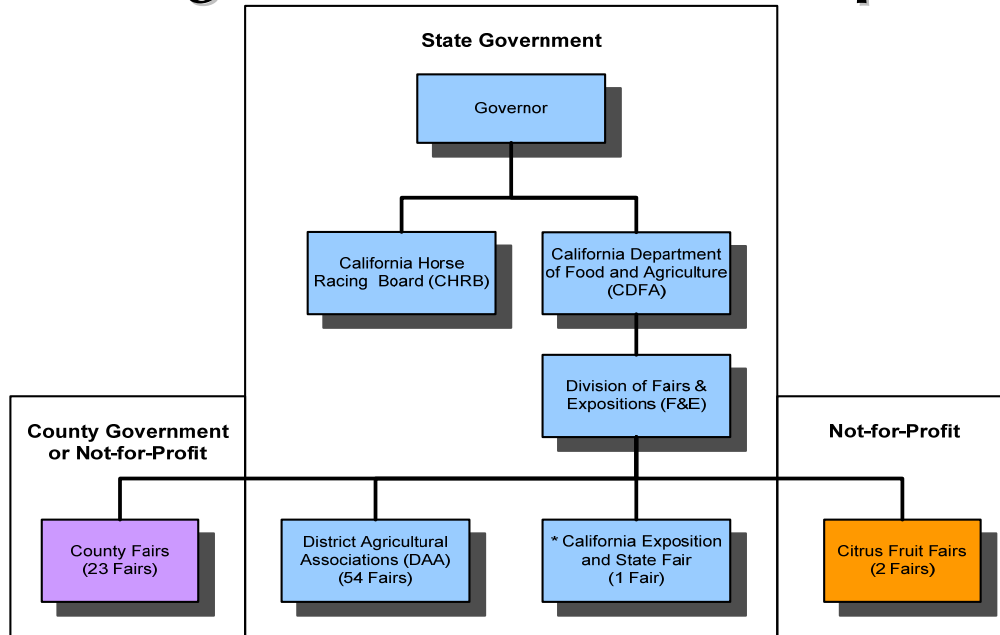 State Government
Governor
California Horse
Racing Board (CHRB)
California Department
of Food and Agriculture
(CDFA)
Division of Fairs &
Expositions (F&E)
County Government
or Not-for-Profit
Not-for-Profit
County Fairs
(23 Fairs)
District Agricultural
Associations (DAA)
(54 Fairs)
* California Exposition
and State Fair
(1 Fair)
Citrus Fruit Fairs
(2 Fairs)